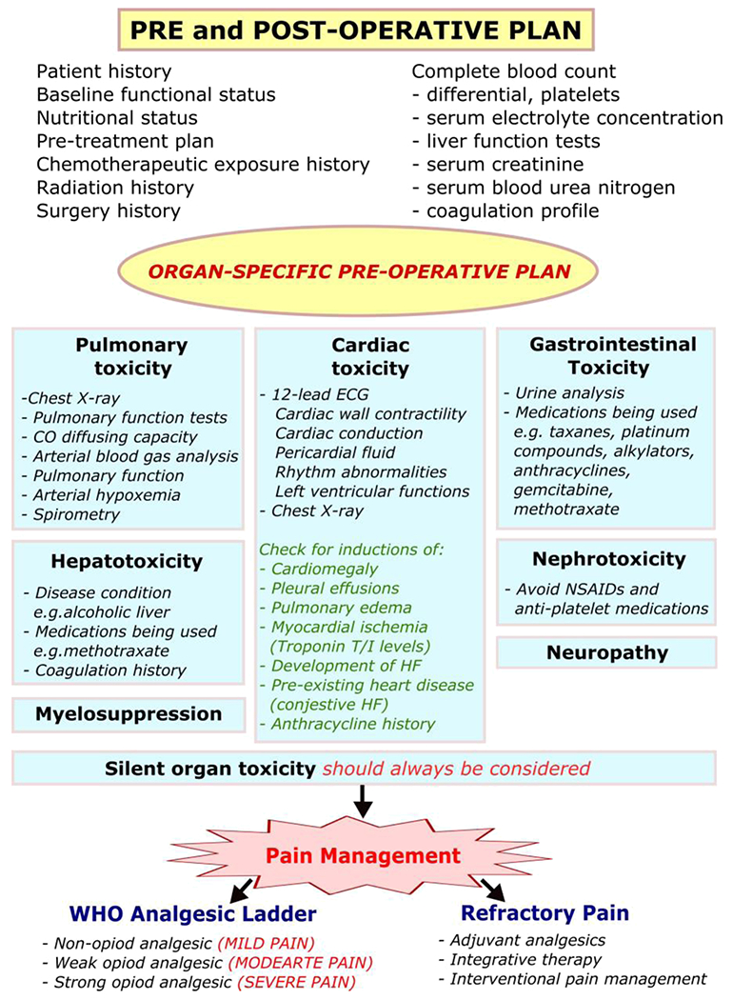 PRE and POST-OPERATIVE PLAN
Patient history
Baseline functional status
Nutritional status
Pre-treatment plan
Chemotherapeutic exposure history
Radiation history
Surgery history
Complete blood count
- differential, platelets
- serum electrolyte concentration
- liver function tests
- serum creatinine
- serum blood urea nitrogen
- coagulation profile
ORGAN-SPECIFIC PRE-OPERATIVE PLAN
Pulmonary
toxicity
-Chest X-ray
- Pulmonary function tests
- CO diffusing capacity
- Arterial blood gas analysis
- Pulmonary function
- Arterial hypoxemia
- Spirometry
Hepatotoxicity
- Disease condition
e.g.alcoholic liver
- Medications being used
e.g.methotraxate
- Coagulation history
Myelosuppression
Cardiac
toxicity
- 12-lead ECG
Cardiac wall contractility
Cardiac conduction
Pericardial fluid
Rhythm abnormalities
Left ventricular functions
- Chest X-ray
Check for inductions of:
- Cardiomegaly
- Pleural effusions
- Pulmonary edema
- Myocardial ischemia
(Troponin T/I levels)
- Development of HF
- Pre-existing heart disease
(conjestive HF)
- Anthracycline history
Gastrointestinal
Toxicity
- Urine analysis
- Medications being used
e.g. taxanes, platinum
compounds, alkylators,
anthracyclines,
gemcitabine,
methotraxate
Nephrotoxicity
- Avoid NSAIDs and
anti-platelet medications
Neuropathy
Silent organ toxicity should always be considered
Pain Management
WHO Analgesic Ladder
- Non-opiod analgesic (MILD PAIN)
- Weak opiod analgesic (MODEARTE PAIN)
- Strong opiod analgesic (SEVERE PAIN)
Refractory Pain
- Adjuvant analgesics
- Integrative therapy
- Interventional pain management